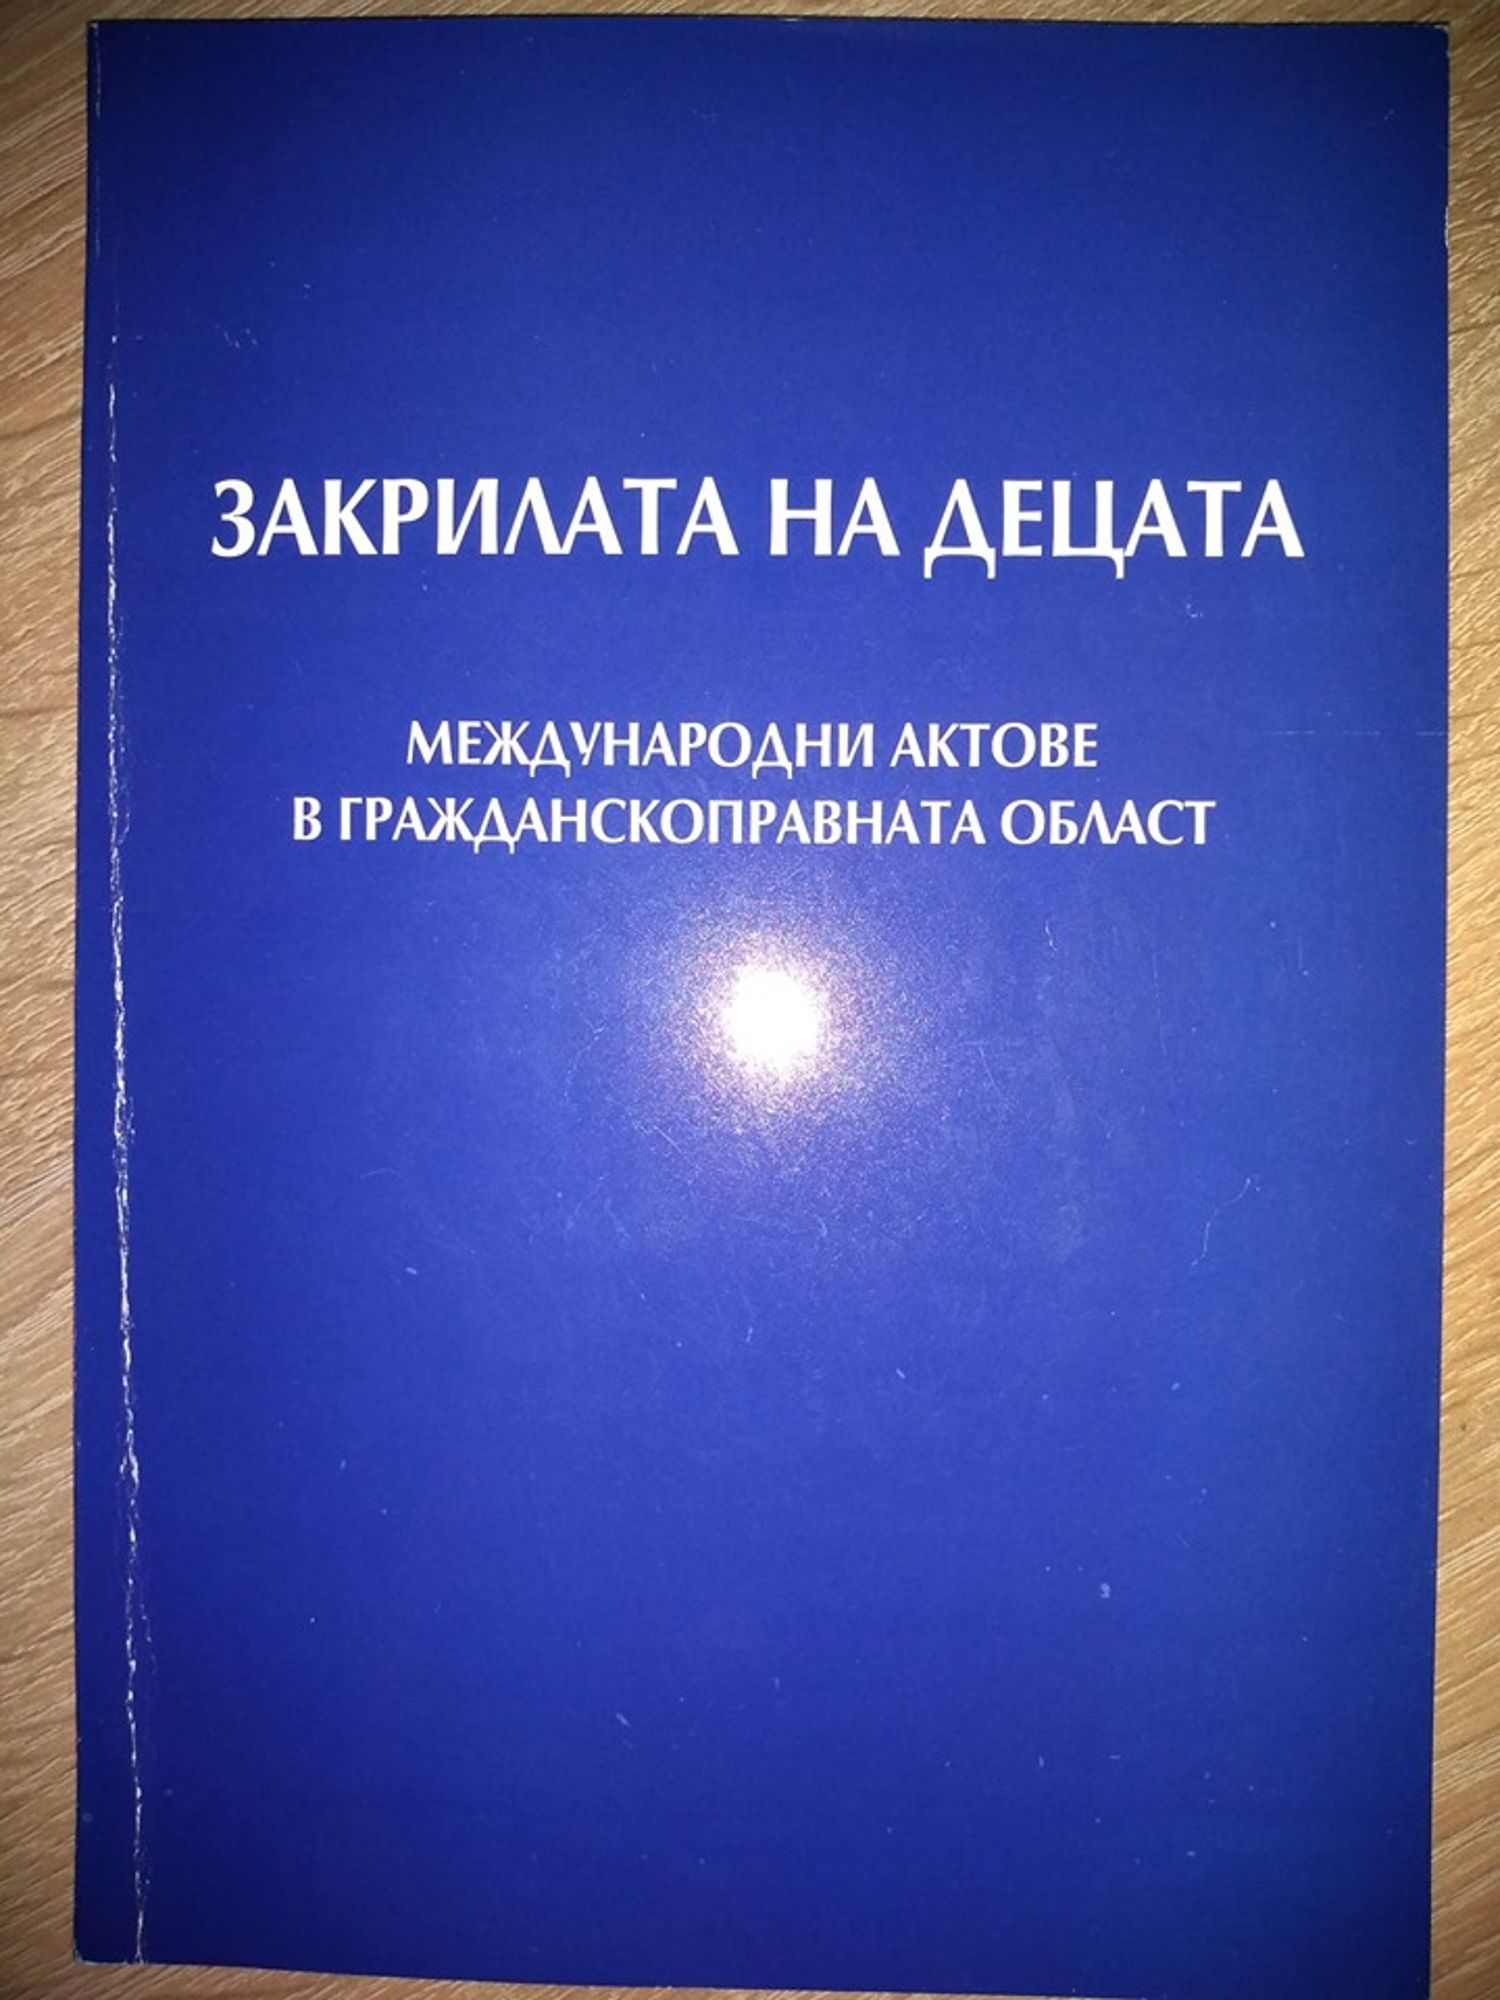 ЗАКРИЛАТА НА ДЕЦАТА
МЕЖДУНАРОДНИ АКТОВЕ
В ГРАЖДАНСКОПРАВНАТА ОБЛАСТ